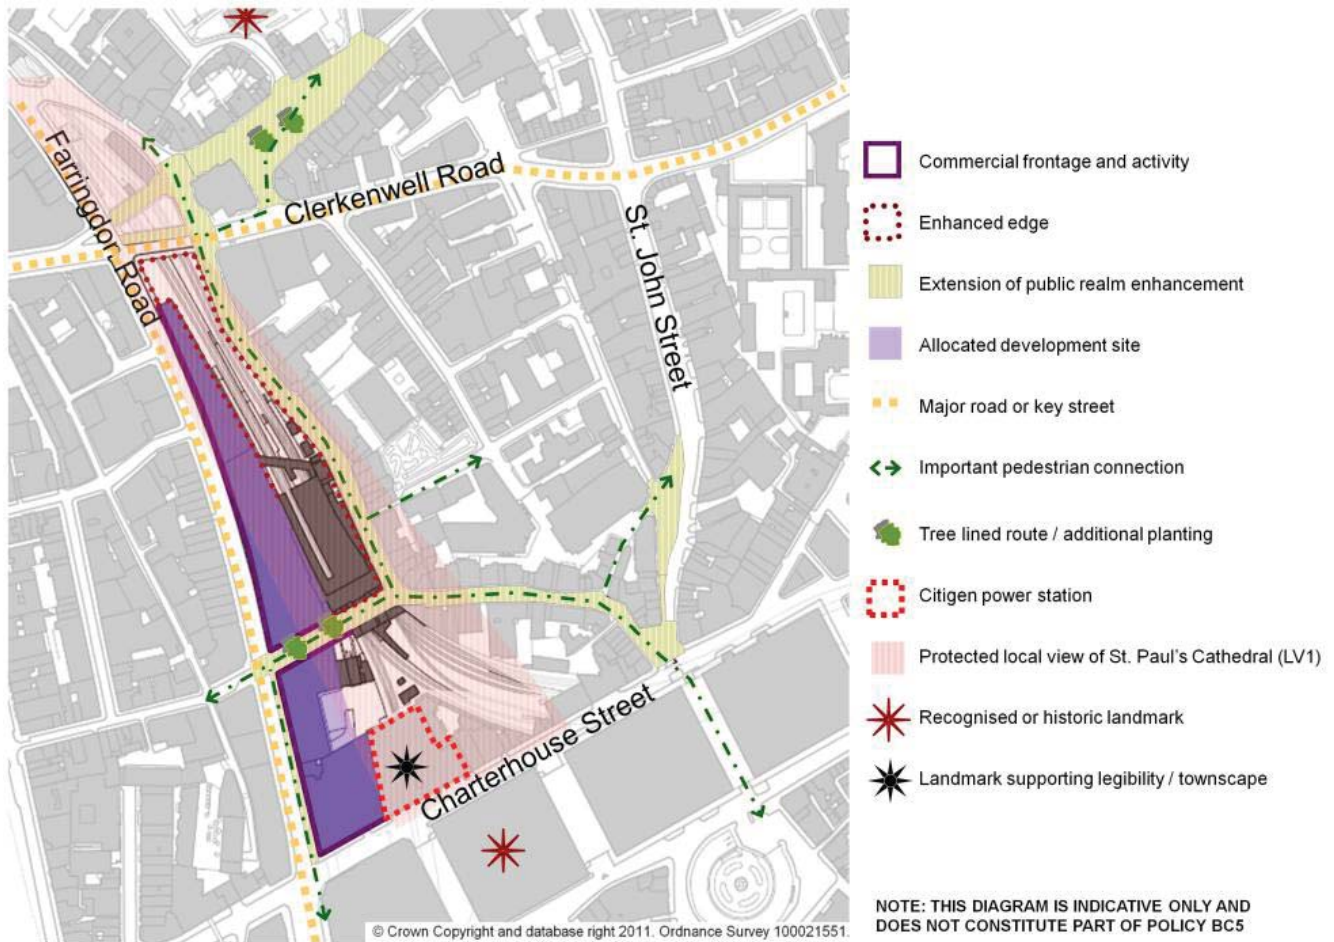 Farringdon Road
Clerkenwell Road
St. John Street
Charterhouse Street
© Crown Copyright and database right 2011. Ordnance Survey 100021551.
Commercial frontage and activity
Enhanced edge
Extension of public realm enhancement
Allocated development site
Major road or key street
Important pedestrian connection
Tree lined route / additional planting
Citigen power station
Protected local view of St. Paul's Cathedral (LV1)
Recognised or historic landmark
Landmark supporting legibility / townscape
NOTE: THIS DIAGRAM IS INDICATIVE ONLY AND
DOES NOT CONSTITUTE PART OF POLICY BC5